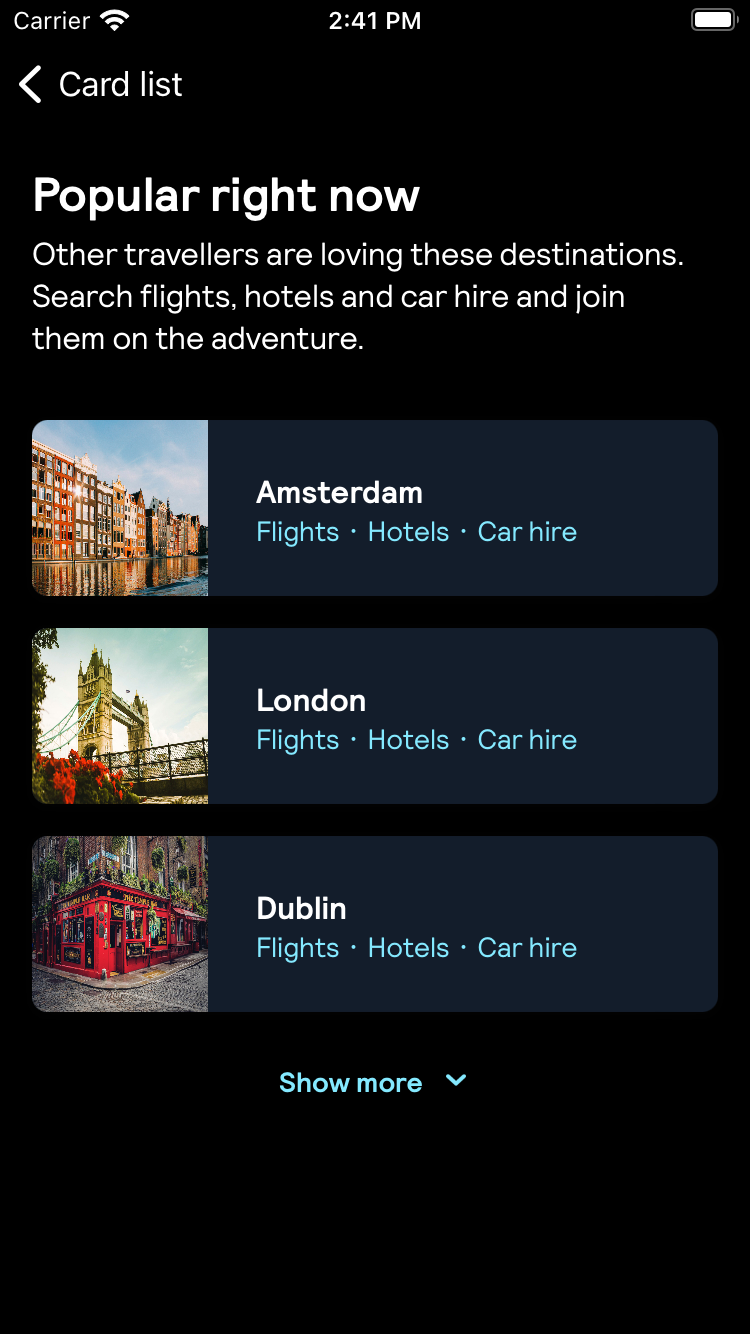 Carrier 2:41 PM
Card list
Popular right now
Other travellers are loving these destinations.
Search flights, hotels and car hire and join
them on the adventure.
Amsterdam
Flights · Hotels · Car hire
London
Flights · Hotels · Car hire
Dublin
Flights · Hotels · Car hire
Show more